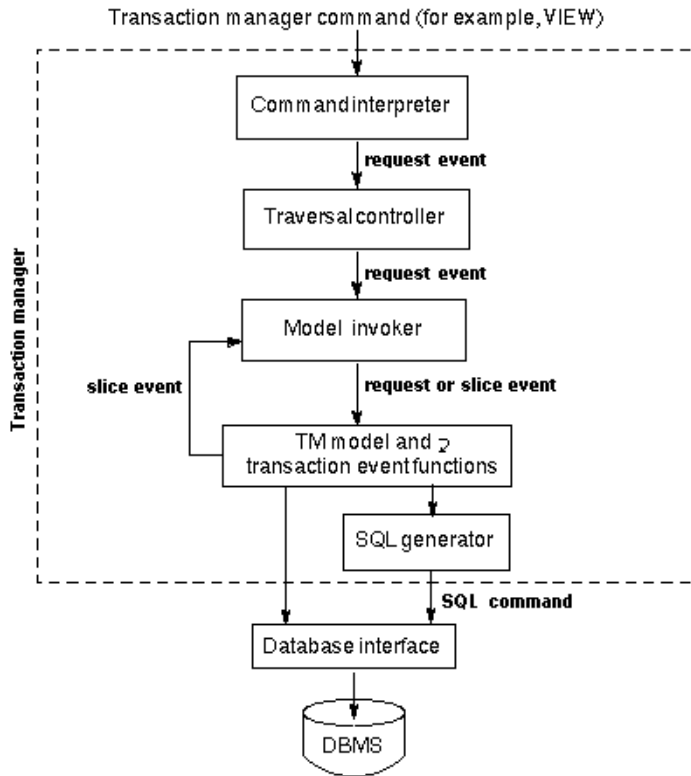 Transaction manager command (for example, VIEW)
Command interpreter
request event
Traversal controller
request event
Model invoker
Transaction manager
slice event
request or slice event
TM model and
transaction event functions
SQL generator
SQL command
Database interface
DBMS